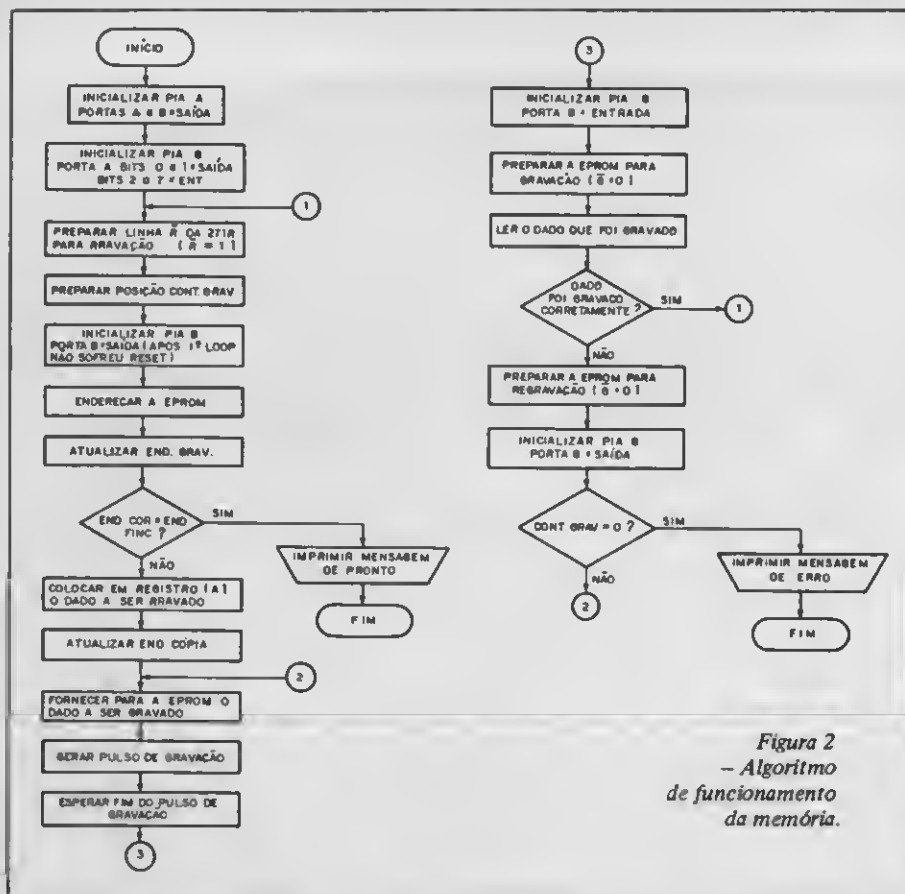 INÍCIO
INICIALIZAR PIA A
PORTAS A e B=SAÍDA
INICIALIZAR PIA B
PORTA A BITS 0 e 1=SAÍDA
BITS 2 a 7=ENT
1
PREPARAR LINHA R̄ DA 2716
PARA GRAVAÇÃO (R̄ = 1)
PREPARAR POSIÇÃO CONT. GRAV
INICIALIZAR PIA B
PORTA B=SAÍDA (APOS 1º LOOP
NÃO SOFREU RESET)
ENDEREÇAR A EPROM
ATUALIZAR END. GRAV.
END COR=END
FINC ?
SIM
NÃO
IMPRIMIR MENSAGEM
DE PRONTO
FIM
COLOCAR EM REGISTRO (A)
O DADO A SER GRAVADO
ATUALIZAR END CÓPIA
2
FORNECER PARA A EPROM O
DADO A SER GRAVADO
GERAR PULSO DE GRAVAÇÃO
ESPERAR FIM DO PULSO DE
GRAVAÇÃO
3
3
INICIALIZAR PIA B
PORTA B = ENTRADA
PREPARAR A EPROM PARA
GRAVAÇÃO (Ḡ=0)
LER O DADO QUE FOI GRAVADO
DADO
FOI GRAVADO
CORRETAMENTE ?
SIM
1
NÃO
PREPARAR A EPROM PARA
REGRAVAÇÃO (Ḡ=0)
INICIALIZAR PIA B
PORTA B = SAÍDA
CONT. GRAV = 0 ?
SIM
NÃO
2
IMPRIMIR MENSAGEM
DE ERRO
FIM
Figura 2
– Algoritmo
de funcionamento
da memória.